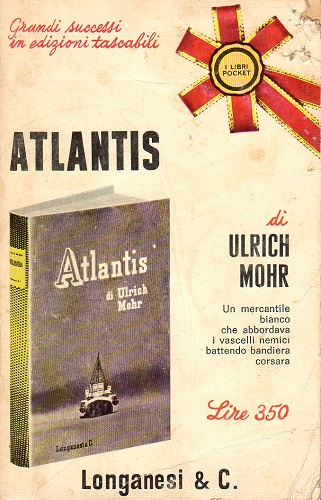 Grandi successi
in edizioni tascabili
I LIBRI
POCKET
ATLANTIS
di
ULRICH
MOHR
Un mercantile
bianco
che abbordava
i vascelli nemici
battendo bandiera
corsara
Atlantis
di Ulrich
Mohr
Longanesi & C.
Lire 350
Longanesi & C.